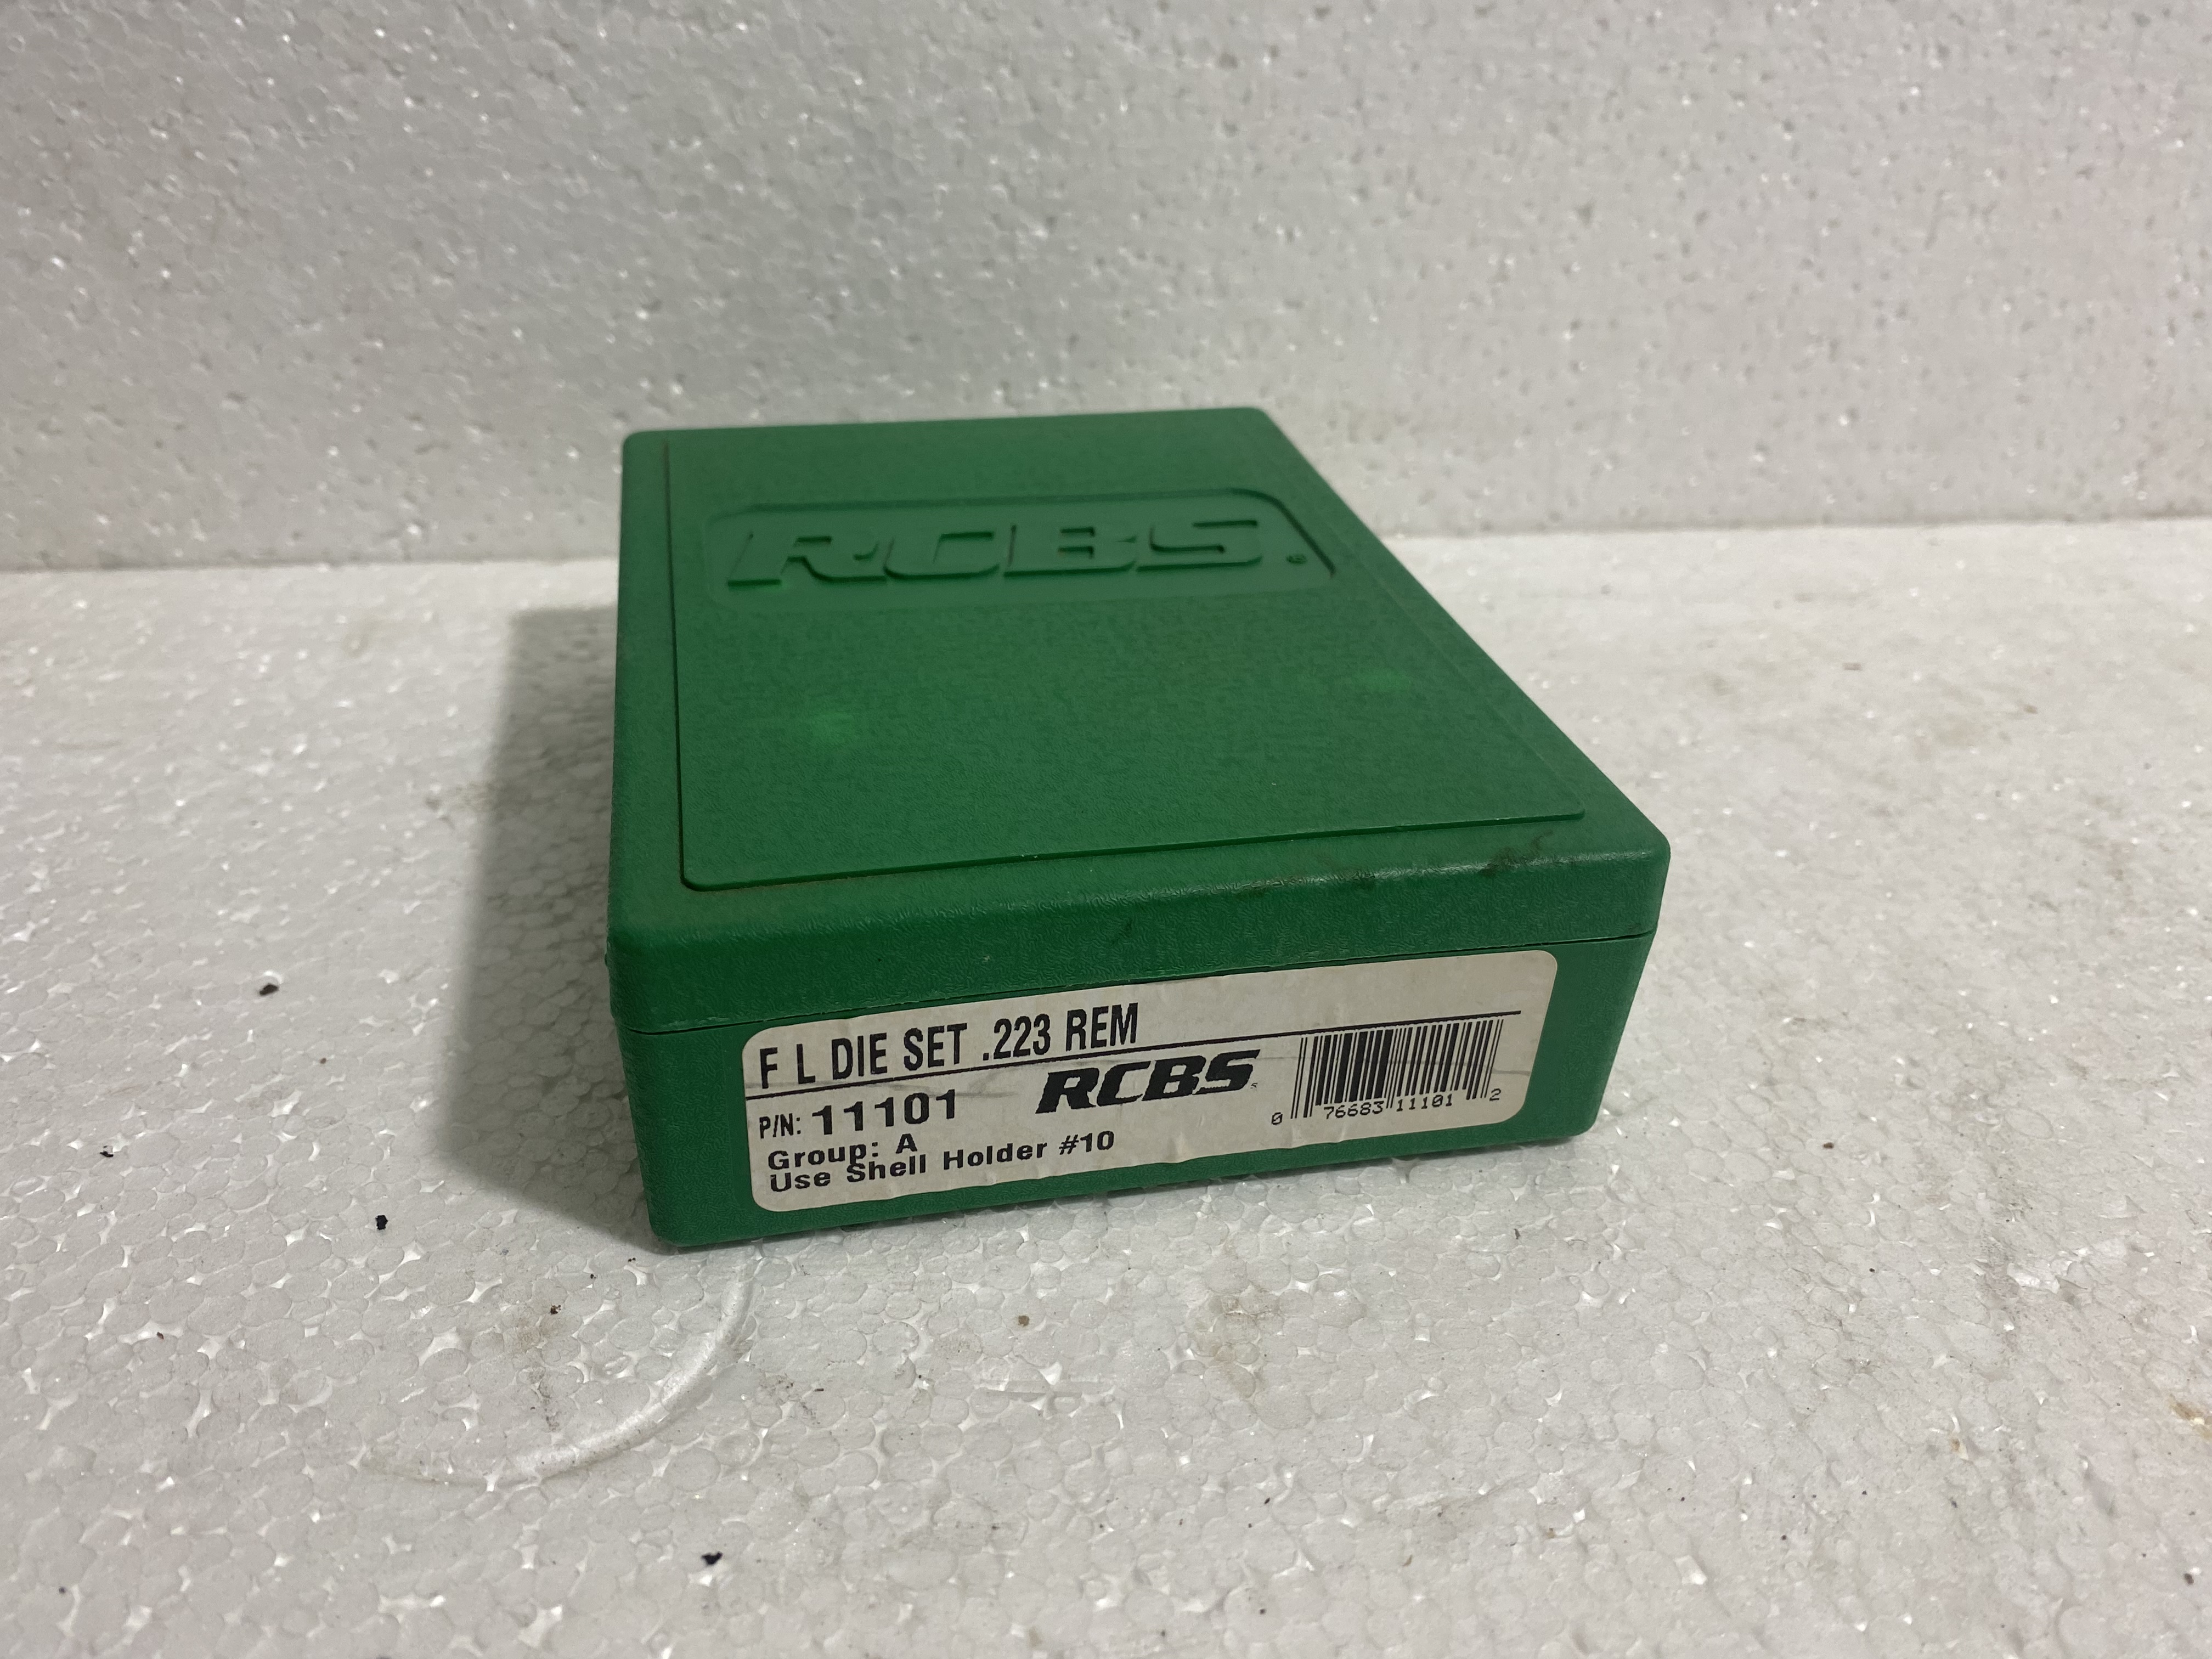 RCBS®
F L DIE SET .223 REM
P/N: 11101 RCBS
Group: A
Use Shell Holder #10
0 76683 11101 2